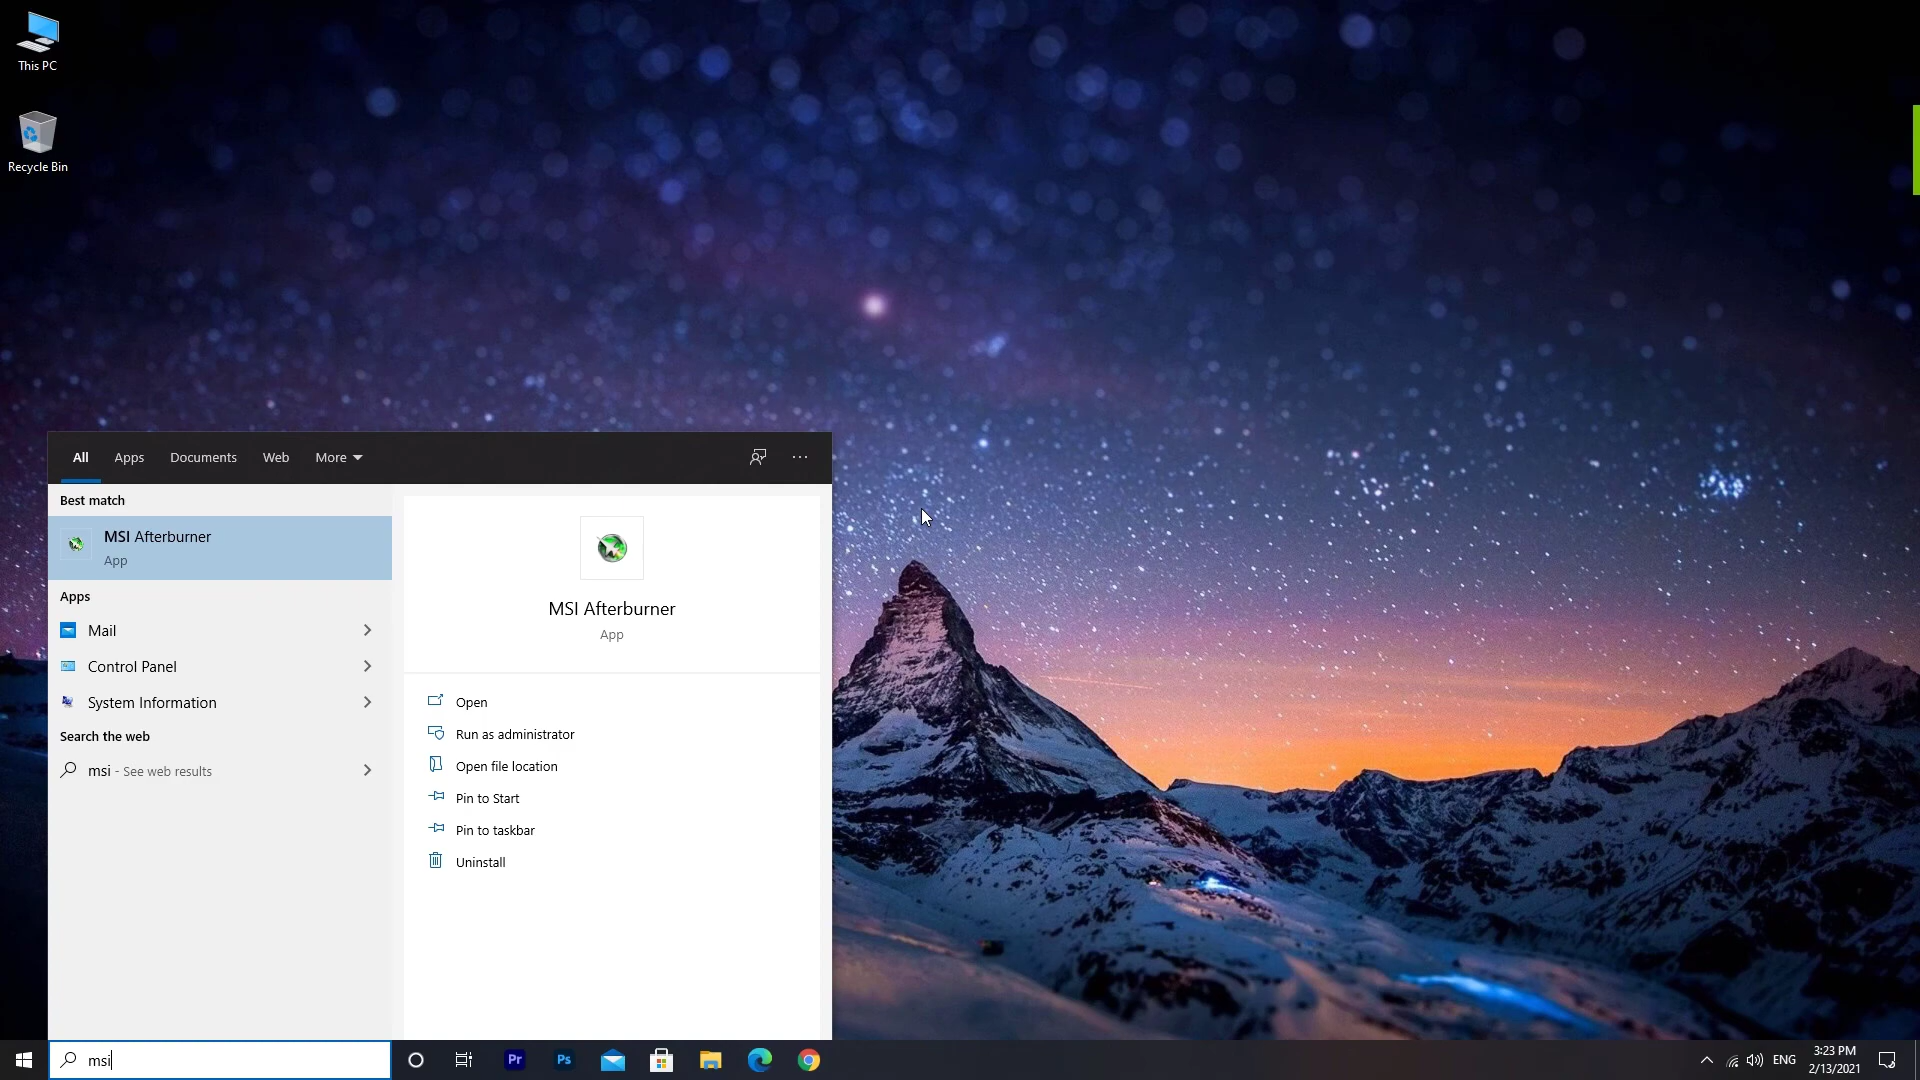 This PC
Recycle Bin
All Apps Documents Web More
Best match
MSI Afterburner
App
Apps
Mail
Control Panel
System Information
Search the web
msi - See web results
MSI Afterburner
App
Open
Run as administrator
Open file location
Pin to Start
Pin to taskbar
Uninstall
msi
Pr
Ps
ENG
3:23 PM
2/13/2021